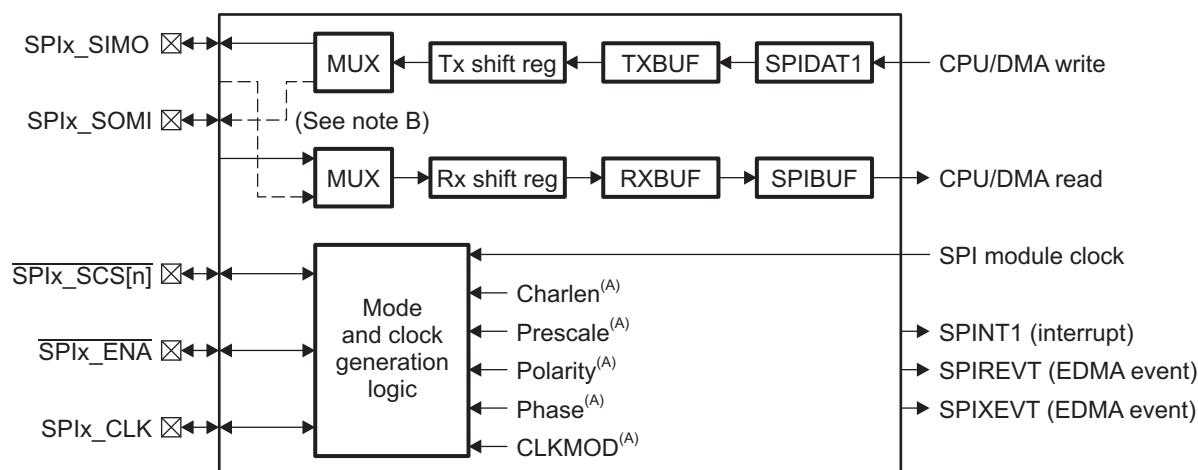 SPIx_SIMO MUX Tx shift reg TXBUF SPIDAT1 CPU/DMA write
SPIx_SOMI (See note B)
MUX Rx shift reg RXBUF SPIBUF CPU/DMA read
SPIx_SCS[n] SPI module clock
Charlen(A)
Mode
and clock
generation
logic
Prescale(A) SPINT1 (interrupt)
SPIx_ENA Polarity(A) SPIREVT (EDMA event)
Phase(A) SPIXEVT (EDMA event)
SPIx_CLK CLKMOD(A)